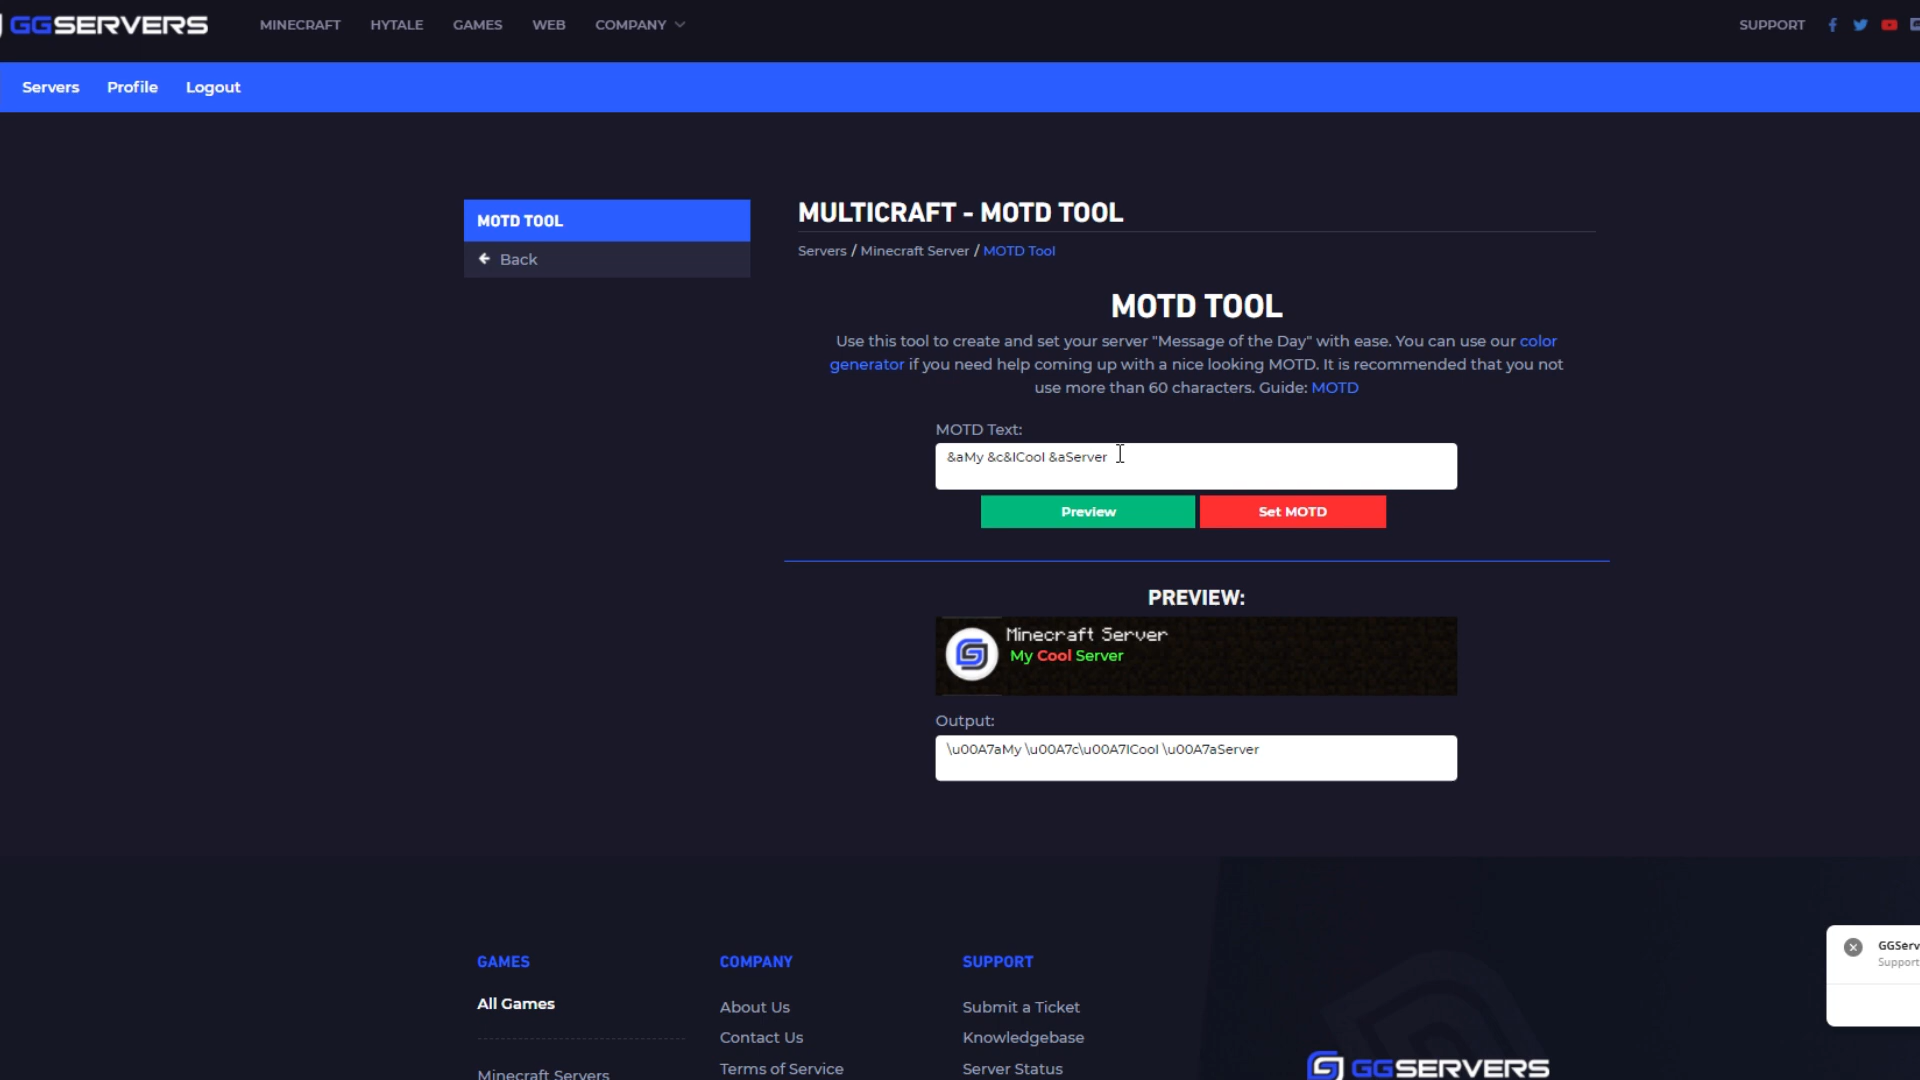 GGSERVERS
MINECRAFT HYTALE GAMES WEB COMPANY SUPPORT
Servers Profile Logout
MOTD TOOL
Back
MULTICRAFT - MOTD TOOL
Servers / Minecraft Server / MOTD Tool
MOTD TOOL
Use this tool to create and set your server "Message of the Day" with ease. You can use our color
generator if you need help coming up with a nice looking MOTD. It is recommended that you not
use more than 60 characters. Guide: MOTD
MOTD Text:
&aMy &c&lCool &aServer
Preview Set MOTD
PREVIEW:
Minecraft Server
My Cool Server
Output:
\u00A7aMy \u00A7c\u00A7lCool \u00A7aServer
GAMES
All Games
Minecraft Servers
COMPANY
About Us
Contact Us
Terms of Service
SUPPORT
Submit a Ticket
Knowledgebase
Server Status
GGSERVERS
GGServ
Support